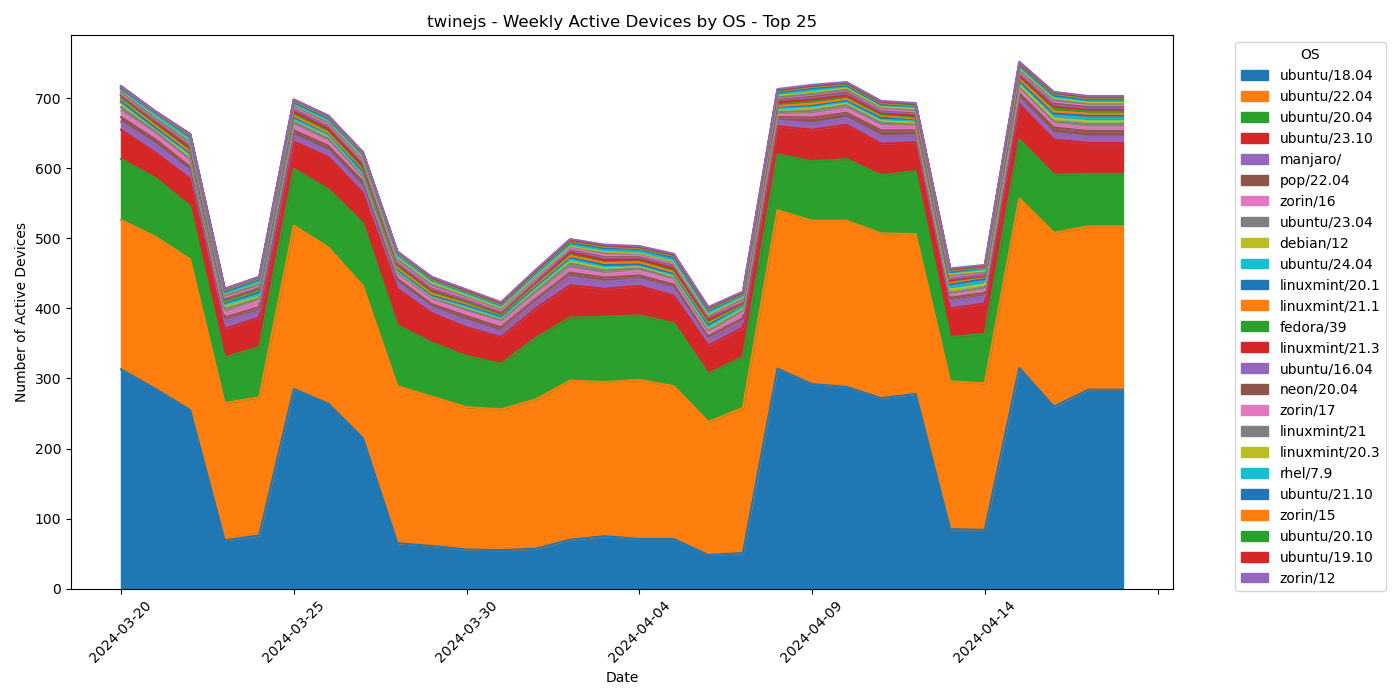 twinejs - Weekly Active Devices by OS - Top 25
Number of Active Devices
700
600
500
400
300
200
100
0
2024-03-20
2024-03-25
2024-03-30
2024-04-04
2024-04-09
2024-04-14
Date
OS
ubuntu/18.04
ubuntu/22.04
ubuntu/20.04
ubuntu/23.10
manjaro/
pop/22.04
zorin/16
ubuntu/23.04
debian/12
ubuntu/24.04
linuxmint/20.1
linuxmint/21.1
fedora/39
linuxmint/21.3
ubuntu/16.04
neon/20.04
zorin/17
linuxmint/21
linuxmint/20.3
rhel/7.9
ubuntu/21.10
zorin/15
ubuntu/20.10
ubuntu/19.10
zorin/12